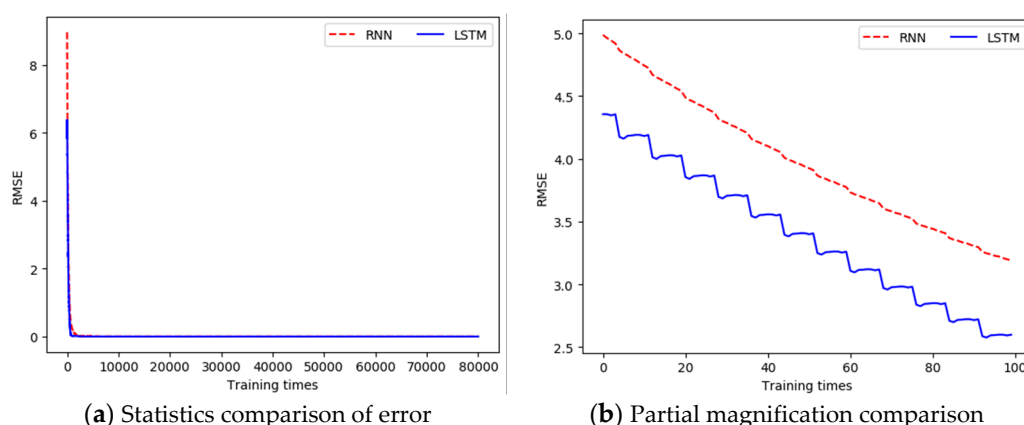 RNN LSTM
8
6
4
2
0
RMSE
0 10000 20000 30000 40000 50000 60000 70000 80000
Training times
(a) Statistics comparison of error
RNN LSTM
5.0
4.5
4.0
3.5
3.0
2.5
RMSE
0 20 40 60 80 100
Training times
(b) Partial magnification comparison